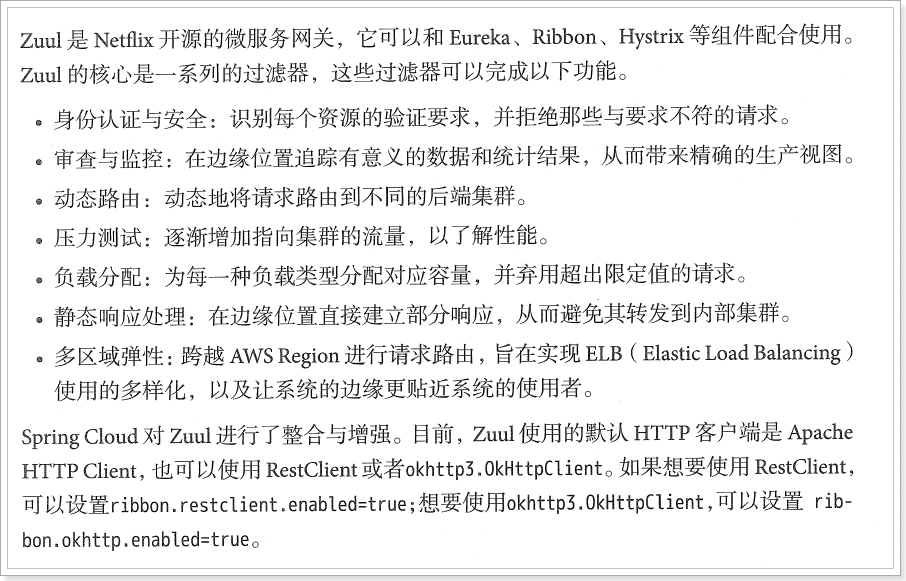 Zuul 是 Netflix 开源的微服务网关，它可以和 Eureka、Ribbon、Hystrix 等组件配合使用。
Zuul 的核心是一系列的过滤器，这些过滤器可以完成以下功能。
• 身份认证与安全：识别每个资源的验证要求，并拒绝那些与要求不符的请求。
• 审查与监控：在边缘位置追踪有意义的数据和统计结果，从而带来精确的生产视图。
• 动态路由：动态地将请求路由到不同的后端集群。
• 压力测试：逐渐增加指向集群的流量，以了解性能。
• 负载分配：为每一种负载类型分配对应容量，并弃用超出限定值的请求。
• 静态响应处理：在边缘位置直接建立部分响应，从而避免其转发到内部集群。
• 多区域弹性：跨越 AWS Region 进行请求路由，旨在实现 ELB（Elastic Load Balancing）
使用的多样化，以及让系统的边缘更贴近系统的使用者。
Spring Cloud 对 Zuul 进行了整合与增强。目前，Zuul 使用的默认 HTTP 客户端是 Apache
HTTP Client，也可以使用 RestClient 或者okhttp3.OkHttpClient。如果想要使用 RestClient，
可以设置ribbon.restclient.enabled=true;想要使用okhttp3.OkHttpClient,可以设置 rib-
bon.okhttp.enabled=true。